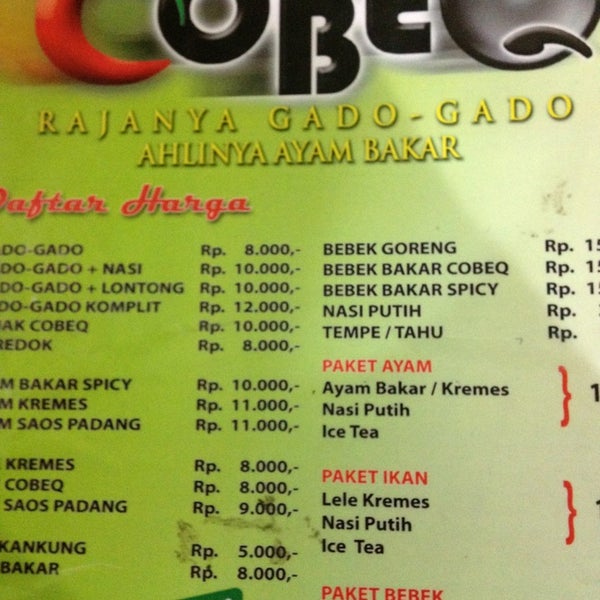 COBEQ
RAJANYA GADO-GADO
AHLINYA AYAM BAKAR
Daftar Harga
ADO-GADO Rp. 8.000,-
DO-GADO + NASI Rp. 10.000,-
DO-GADO + LONTONG Rp. 10.000,-
DO-GADO KOMPLIT Rp. 12.000,-
NAK COBEQ Rp. 10.000,-
REDOK Rp. 8.000,-
M BAKAR SPICY Rp. 10.000,-
M KREMES Rp. 11.000,-
M SAOS PADANG Rp. 11.000,-
KREMES Rp. 8.000,-
COBEQ Rp. 8.000,-
SAOS PADANG Rp. 9.000,-
KANKUNG Rp. 5.000,-
BAKAR Rp. 8.000,-
BEBEK GORENG Rp. 15
BEBEK BAKAR COBEQ Rp. 15
BEBEK BAKAR SPICY Rp. 15
NASI PUTIH Rp.
TEMPE / TAHU Rp.
PAKET AYAM
Ayam Bakar / Kremes
Nasi Putih
Ice Tea
PAKET IKAN
Lele Kremes
Nasi Putih
Ice Tea
PAKET BEBEK